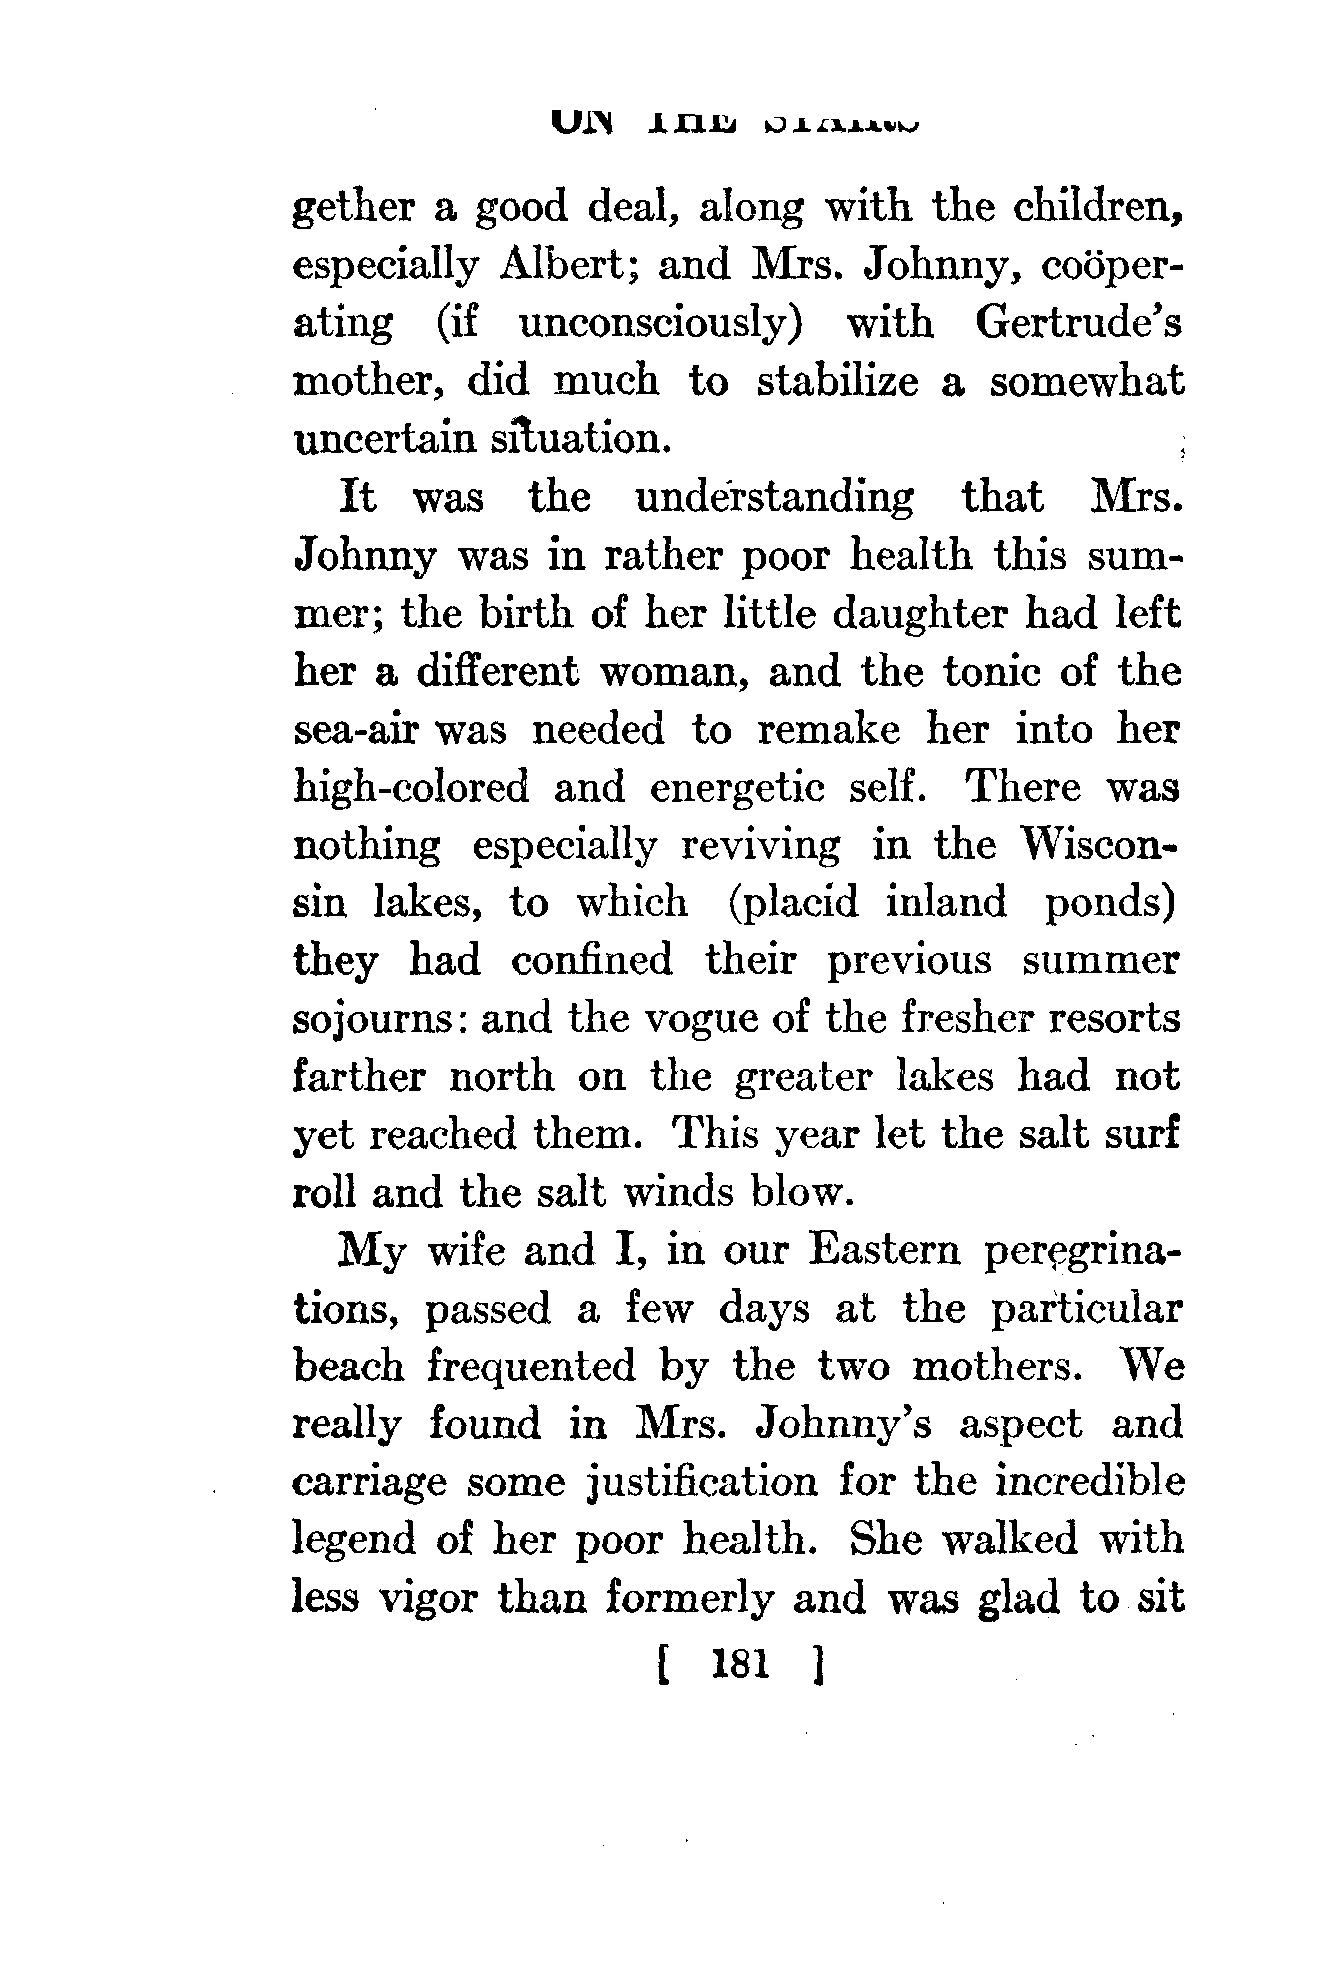 ON THE STAIRS
gether a good deal, along with the children,
especially Albert; and Mrs. Johnny, coöper-
ating (if unconsciously) with Gertrude's
mother, did much to stabilize a somewhat
uncertain situation.
It was the understanding that Mrs.
Johnny was in rather poor health this sum-
mer; the birth of her little daughter had left
her a different woman, and the tonic of the
sea-air was needed to remake her into her
high-colored and energetic self. There was
nothing especially reviving in the Wiscon-
sin lakes, to which (placid inland ponds)
they had confined their previous summer
sojourns: and the vogue of the fresher resorts
farther north on the greater lakes had not
yet reached them. This year let the salt surf
roll and the salt winds blow.
My wife and I, in our Eastern peregrina-
tions, passed a few days at the particular
beach frequented by the two mothers. We
really found in Mrs. Johnny's aspect and
carriage some justification for the incredible
legend of her poor health. She walked with
less vigor than formerly and was glad to sit
[ 181 ]